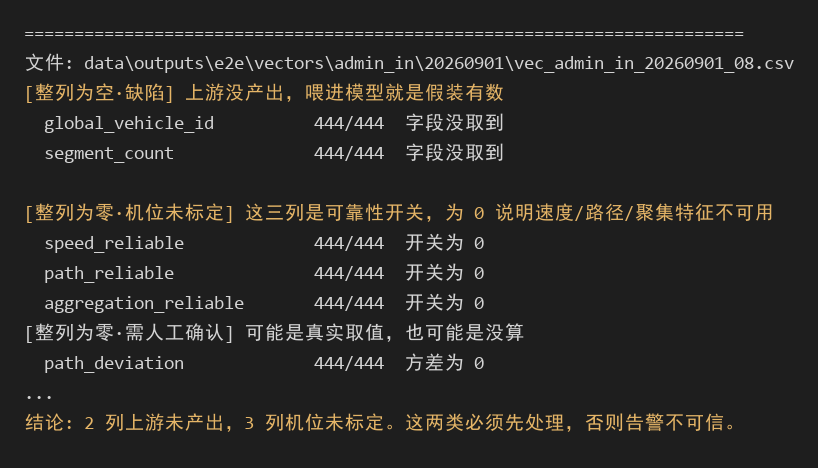 ========================================================================
文件: data\outputs\e2e\vectors\admin_in\20260901\vec_admin_in_20260901_08.csv
[整列为空·缺陷] 上游没产出，喂进模型就是假装有数
global_vehicle_id 444/444 字段没取到
segment_count 444/444 字段没取到
[整列为零·机位未标定] 这三列是可靠性开关，为 0 说明速度/路径/聚集特征不可用
speed_reliable 444/444 开关为 0
path_reliable 444/444 开关为 0
aggregation_reliable 444/444 开关为 0
[整列为零·需人工确认] 可能是真实取值，也可能是没算
path_deviation 444/444 方差为 0
...
结论: 2 列上游未产出，3 列机位未标定。这两类必须先处理，否则告警不可信。